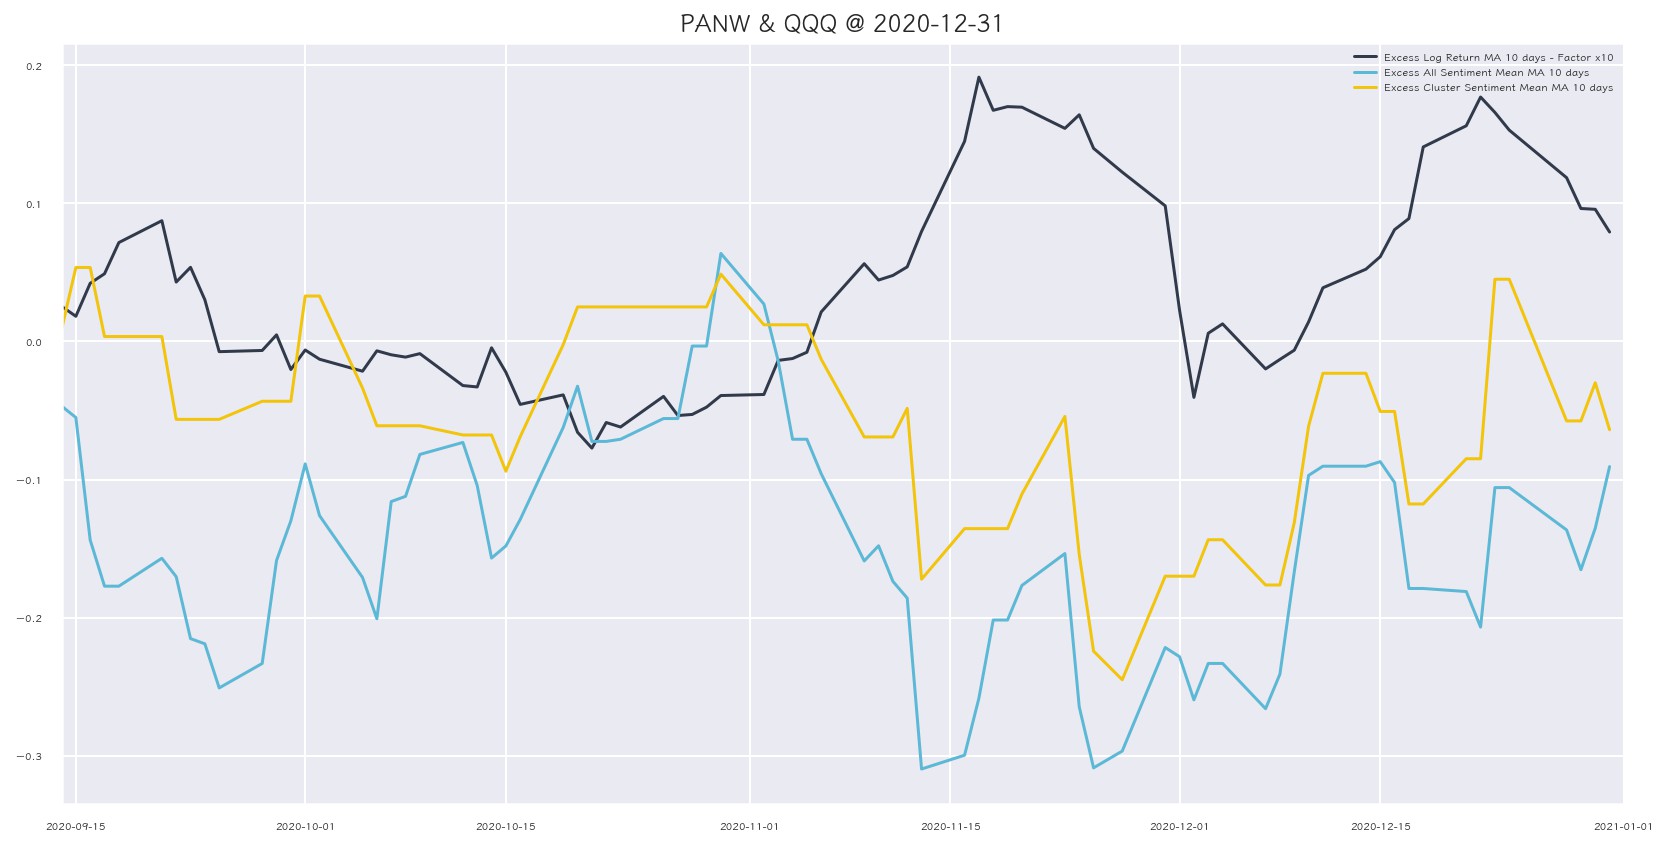 PANW & QQQ @ 2020-12-31
Excess Log Return MA 10 days - Factor x10
Excess All Sentiment Mean MA 10 days
Excess Cluster Sentiment Mean MA 10 days
0.2
0.1
0.0
−0.1
−0.2
−0.3
2020-09-15 2020-10-01 2020-10-15 2020-11-01 2020-11-15 2020-12-01 2020-12-15 2021-01-01